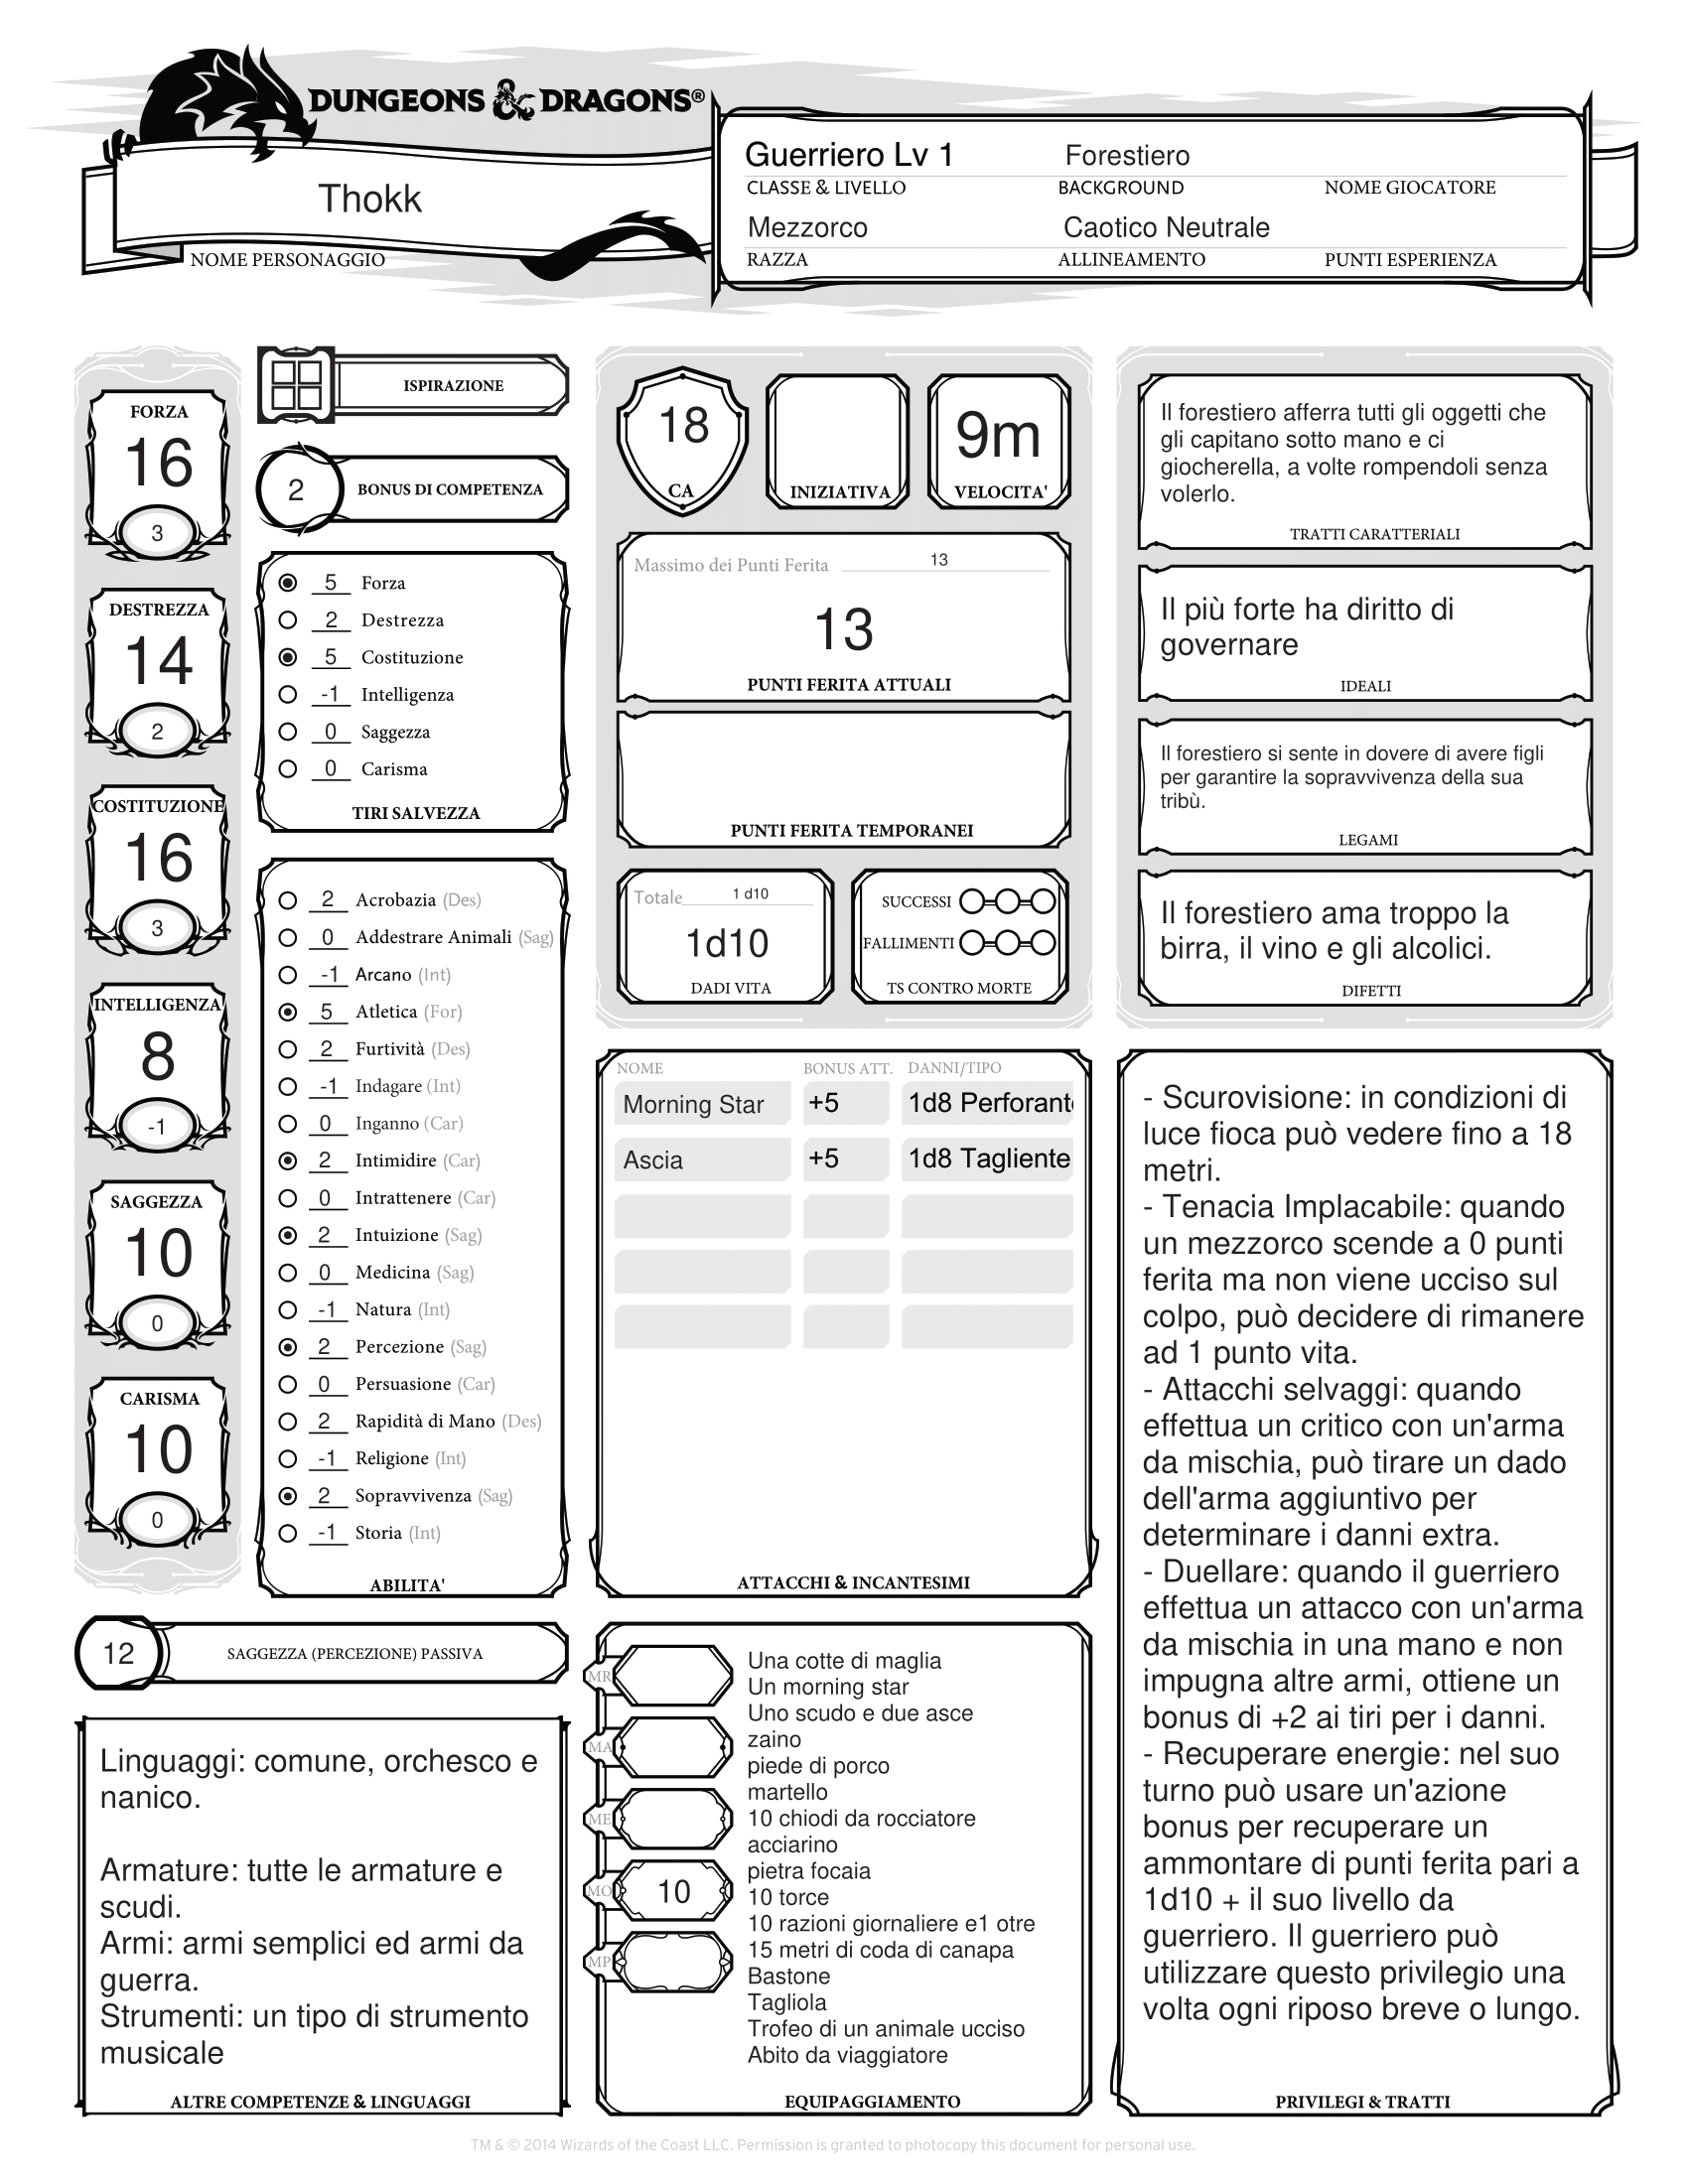 DUNGEONS & DRAGONS®
Thokk
NOME PERSONAGGIO
Guerriero Lv 1
Forestiero
CLASSE & LIVELLO
BACKGROUND
NOME GIOCATORE
Mezzorco
Caotico Neutrale
RAZZA
ALLINEAMENTO
PUNTI ESPERIENZA
FORZA
16
3
DESTREZZA
14
2
COSTITUZIONE
16
3
INTELLIGENZA
8
-1
SAGGEZZA
10
0
CARISMA
10
0
ISPIRAZIONE
2
BONUS DI COMPETENZA
5 Forza
2 Destrezza
5 Costituzione
-1 Intelligenza
0 Saggezza
0 Carisma
TIRI SALVEZZA
2 Acrobazia (Des)
0 Addestrare Animali (Sag)
-1 Arcano (Int)
5 Atletica (For)
2 Furtività (Des)
-1 Indagare (Int)
0 Inganno (Car)
2 Intimidire (Car)
0 Intrattenere (Car)
2 Intuizione (Sag)
0 Medicina (Sag)
-1 Natura (Int)
2 Percezione (Sag)
0 Persuasione (Car)
2 Rapidità di Mano (Des)
-1 Religione (Int)
2 Sopravvivenza (Sag)
-1 Storia (Int)
ABILITA'
12
SAGGEZZA (PERCEZIONE) PASSIVA
Linguaggi: comune, orchesco e
nanico.
Armature: tutte le armature e
scudi.
Armi: armi semplici ed armi da
guerra.
Strumenti: un tipo di strumento
musicale
ALTRE COMPETENZE & LINGUAGGI
18
CA
INIZIATIVA
9m
VELOCITA'
Massimo dei Punti Ferita 13
13
PUNTI FERITA ATTUALI
PUNTI FERITA TEMPORANEI
Totale 1 d10
1d10
DADI VITA
SUCCESSI
FALLIMENTI
TS CONTRO MORTE
NOME BONUS ATT. DANNI/TIPO
Morning Star +5 1d8 Perforante
Ascia +5 1d8 Tagliente
ATTACCHI & INCANTESIMI
MR
MA
ME
MO
10
MP
Una cotte di maglia
Un morning star
Uno scudo e due asce
zaino
piede di porco
martello
10 chiodi da rocciatore
acciarino
pietra focaia
10 torce
10 razioni giornaliere e1 otre
15 metri di coda di canapa
Bastone
Tagliola
Trofeo di un animale ucciso
Abito da viaggiatore
EQUIPAGGIAMENTO
Il forestiero afferra tutti gli oggetti che
gli capitano sotto mano e ci
giocherella, a volte rompendoli senza
volerlo.
TRATTI CARATTERIALI
Il più forte ha diritto di
governare
IDEALI
Il forestiero si sente in dovere di avere figli
per garantire la sopravvivenza della sua
tribù.
LEGAMI
Il forestiero ama troppo la
birra, il vino e gli alcolici.
DIFETTI
- Scurovisione: in condizioni di
luce fioca può vedere fino a 18
metri.
- Tenacia Implacabile: quando
un mezzorco scende a 0 punti
ferita ma non viene ucciso sul
colpo, può decidere di rimanere
ad 1 punto vita.
- Attacchi selvaggi: quando
effettua un critico con un'arma
da mischia, può tirare un dado
dell'arma aggiuntivo per
determinare i danni extra.
- Duellare: quando il guerriero
effettua un attacco con un'arma
da mischia in una mano e non
impugna altre armi, ottiene un
bonus di +2 ai tiri per i danni.
- Recuperare energie: nel suo
turno può usare un'azione
bonus per recuperare un
ammontare di punti ferita pari a
1d10 + il suo livello da
guerriero. Il guerriero può
utilizzare questo privilegio una
volta ogni riposo breve o lungo.
PRIVILEGI & TRATTI
TM & © 2014 Wizards of the Coast LLC. Permission is granted to photocopy this document for personal use.